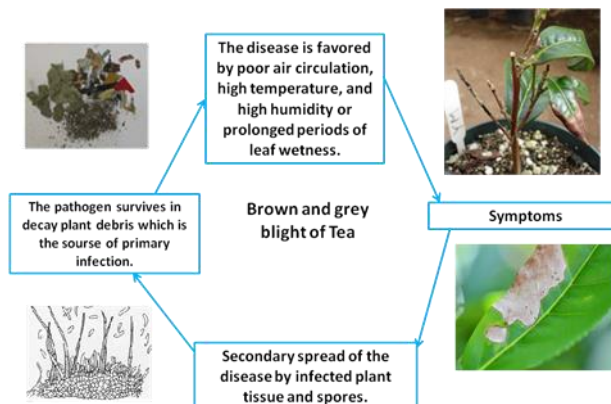 The disease is favored
by poor air circulation,
high temperature, and
high humidity or
prolonged periods of
leaf wetness.
The pathogen survives in
decay plant debris which is
the sourse of primary
infection.
Brown and grey
blight of Tea
Symptoms
Secondary spread of the
disease by infected plant
tissue and spores.